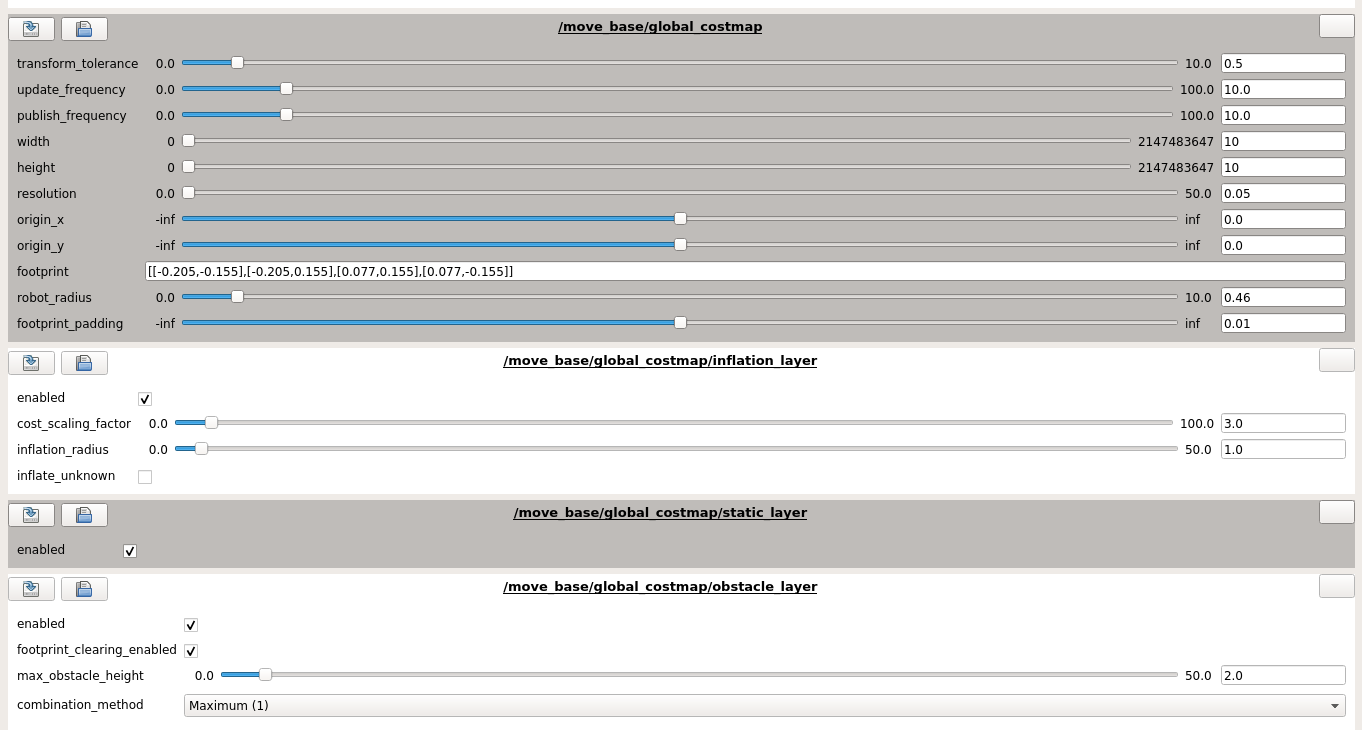 /move_base/global_costmap
transform_tolerance 0.0 10.0 0.5
update_frequency 0.0 100.0 10.0
publish_frequency 0.0 100.0 10.0
width 0 2147483647 10
height 0 2147483647 10
resolution 0.0 50.0 0.05
origin_x -inf inf 0.0
origin_y -inf inf 0.0
footprint [[-0.205,-0.155],[-0.205,0.155],[0.077,0.155],[0.077,-0.155]]
robot_radius 0.0 10.0 0.46
footprint_padding -inf inf 0.01
/move_base/global_costmap/inflation_layer
enabled
cost_scaling_factor 0.0 100.0 3.0
inflation_radius 0.0 50.0 1.0
inflate_unknown
/move_base/global_costmap/static_layer
enabled
/move_base/global_costmap/obstacle_layer
enabled
footprint_clearing_enabled
max_obstacle_height 0.0 50.0 2.0
combination_method Maximum (1)